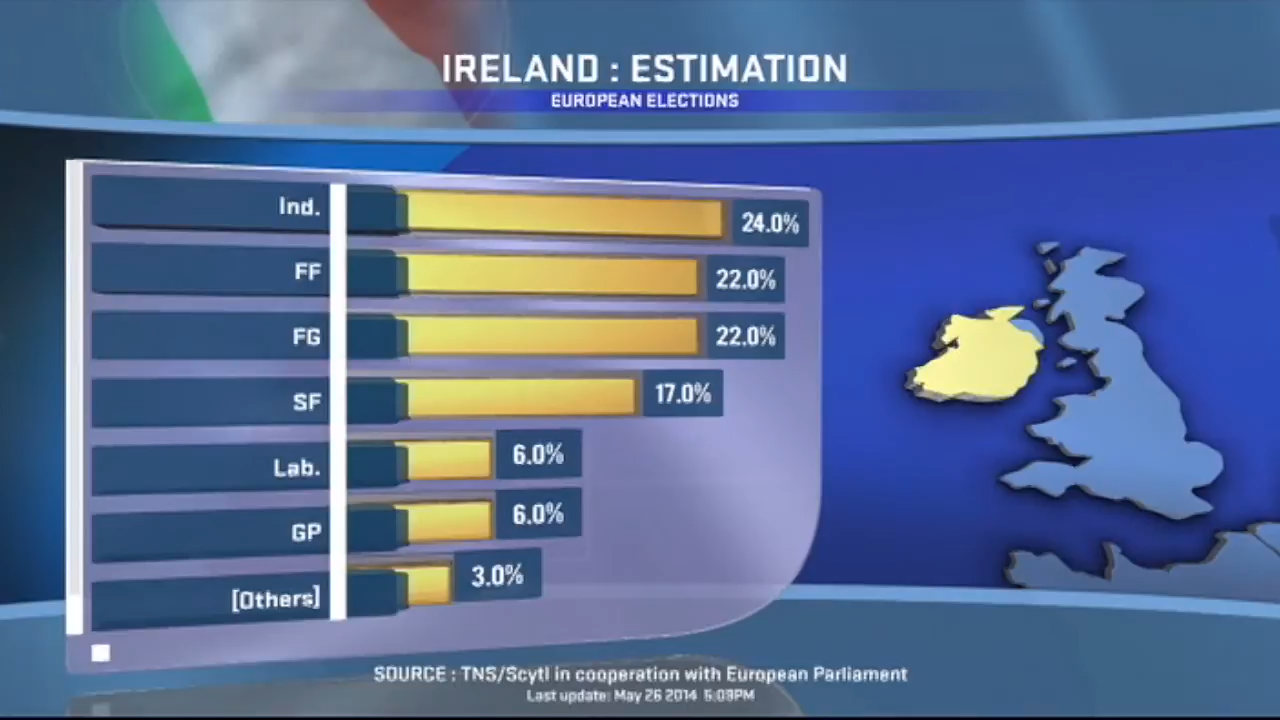 IRELAND : ESTIMATION
EUROPEAN ELECTIONS
Ind. 24.0%
FF 22.0%
FG 22.0%
SF 17.0%
Lab. 6.0%
GP 6.0%
[Others] 3.0%
SOURCE : TNS/Scytl in cooperation with European Parliament
Last update: May 26 2014 5:09PM